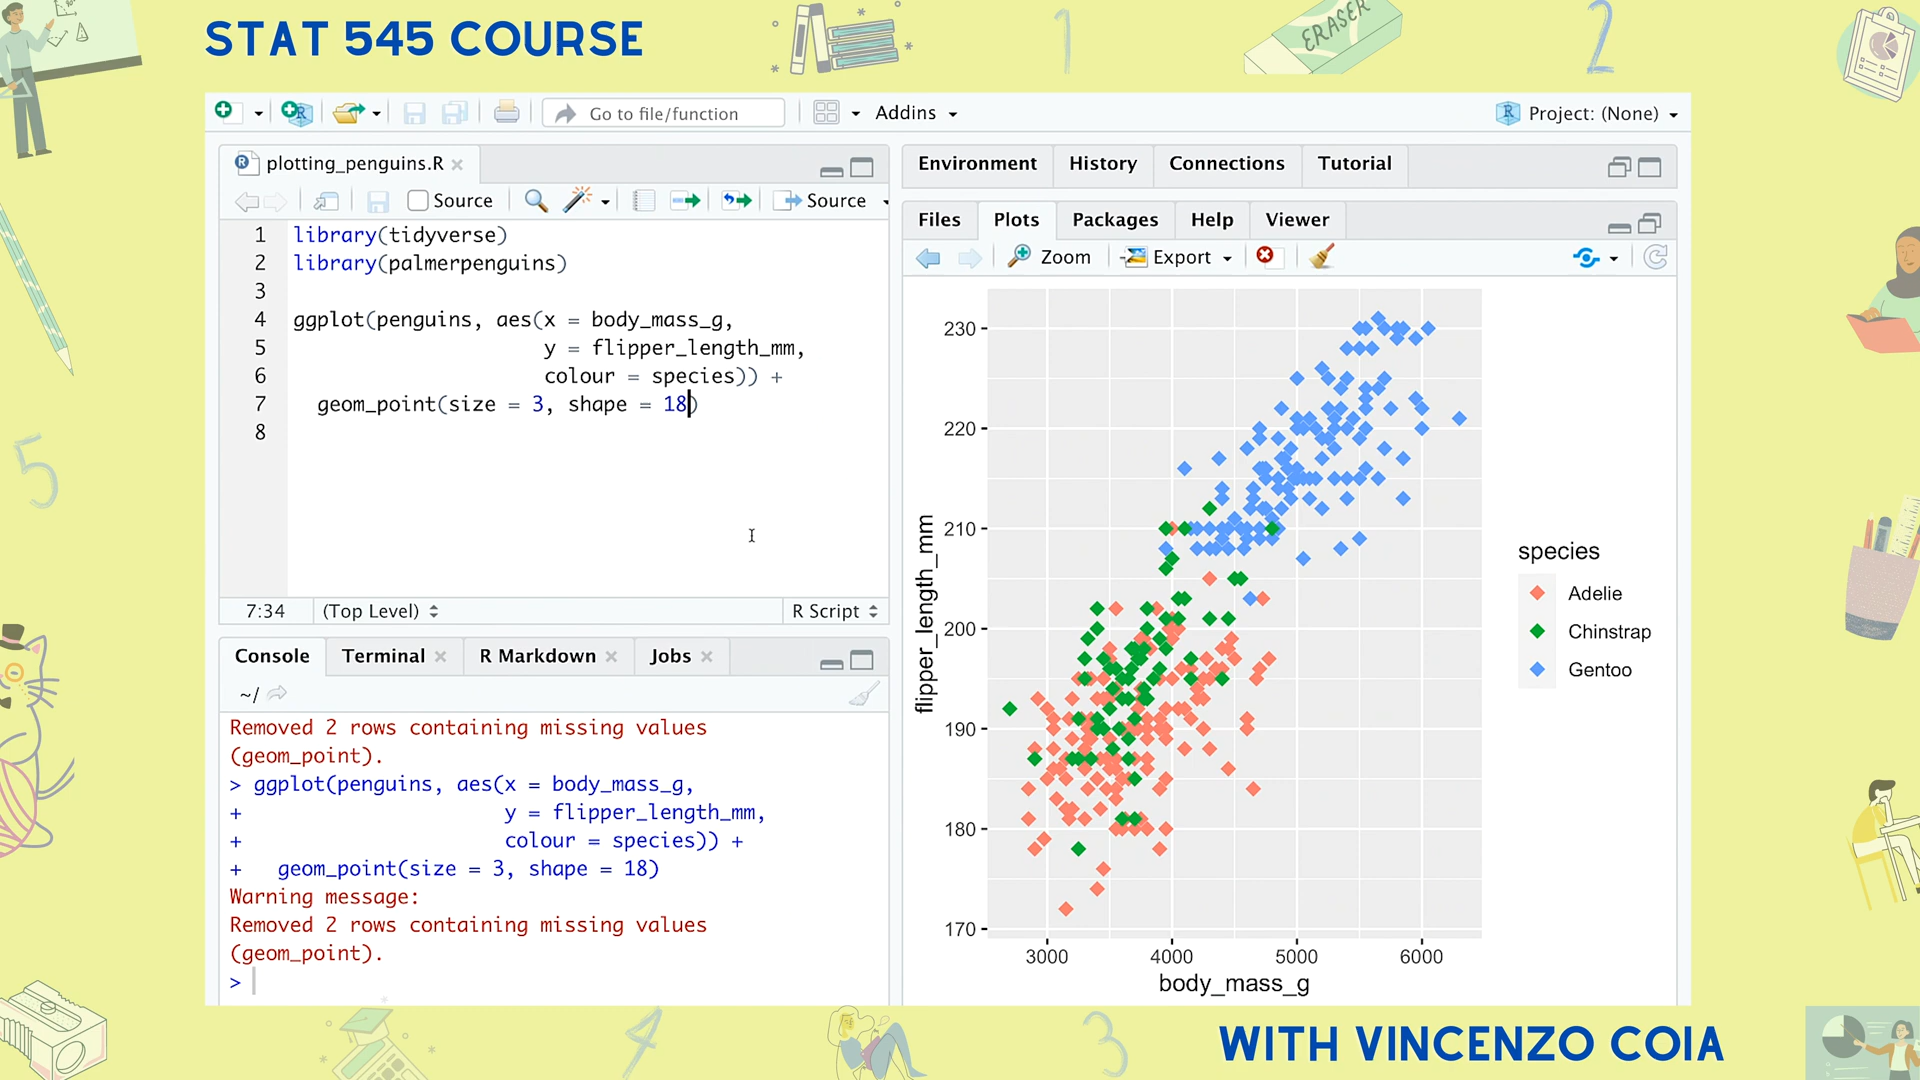 STAT 545 COURSE
1
ERASER
2
Go to file/function
Addins
Project: (None)
plotting_penguins.R
Source
Source
1 library(tidyverse)
2 library(palmerpenguins)
3
4 ggplot(penguins, aes(x = body_mass_g,
5 y = flipper_length_mm,
6 colour = species)) +
7 geom_point(size = 3, shape = 18)
8
7:34 (Top Level) R Script
Console Terminal R Markdown Jobs
~/
Removed 2 rows containing missing values
(geom_point).
> ggplot(penguins, aes(x = body_mass_g,
+ y = flipper_length_mm,
+ colour = species)) +
+ geom_point(size = 3, shape = 18)
Warning message:
Removed 2 rows containing missing values
(geom_point).
>
Environment History Connections Tutorial
Files Plots Packages Help Viewer
Zoom Export
230
220
210
200
190
180
170
flipper_length_mm
3000 4000 5000 6000
body_mass_g
species
Adelie
Chinstrap
Gentoo
5
4
3
WITH VINCENZO COIA